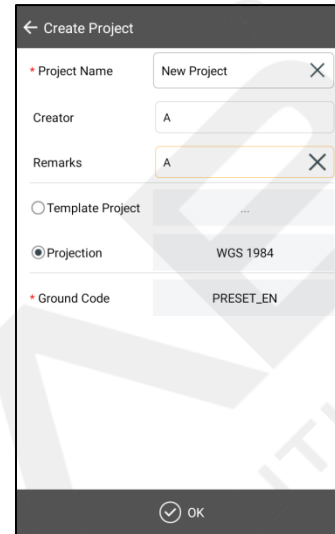 ← Create Project
* Project Name New Project
Creator A
Remarks A
Template Project ...
Projection WGS 1984
* Ground Code PRESET_EN
OK